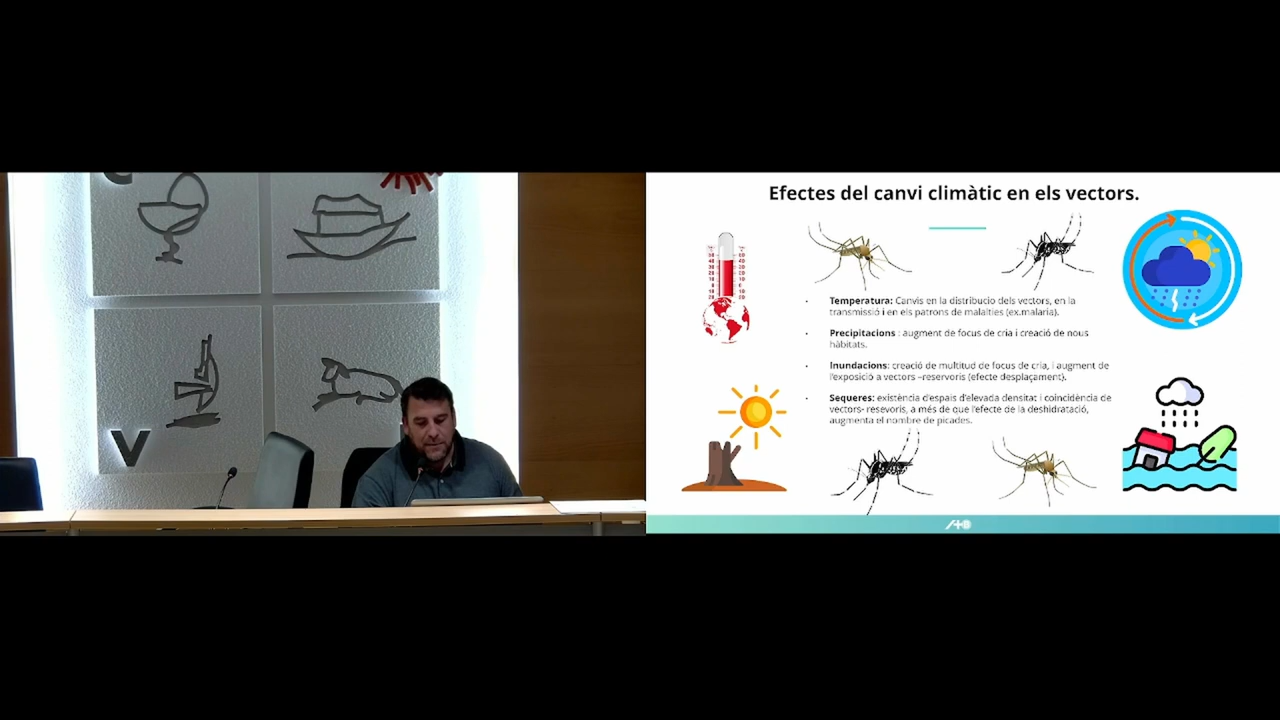 V
Efectes del canvi climàtic en els vectors.
Temperatura: Canvis en la distribucio dels vectors, en la
transmissió i en els patrons de malalties (ex.malaria).
Precipitacions : augment de focus de cria i creació de nous
hàbitats.
Inundacions: creació de multitud de focus de cria, i augment de
l'exposició a vectors –reservoris (efecte desplaçament).
Sequeres: existència d'espais d'elevada densitat i coincidència de
vectors- resevoris, a més de que l'efecte de la deshidratació,
augmenta el nombre de picades.